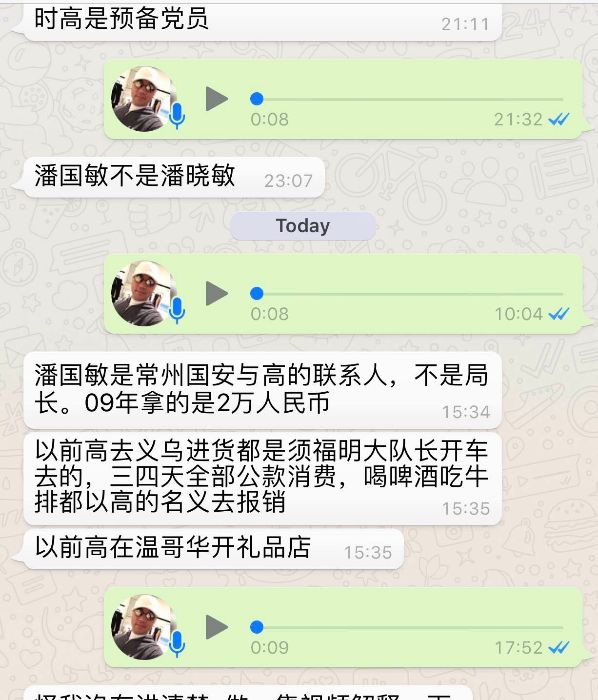 时高是预备党员
21:11
0:08
21:32
潘国敏不是潘晓敏
23:07
Today
0:08
10:04
潘国敏是常州国安与高的联系人，不是局
长。09年拿的是2万人民币
15:34
以前高去义乌进货都是须福明大队长开车
去的，三四天全部公款消费，喝啤酒吃牛
排都以高的名义去报销
15:35
以前高在温哥华开礼品店
15:35
0:09
17:52